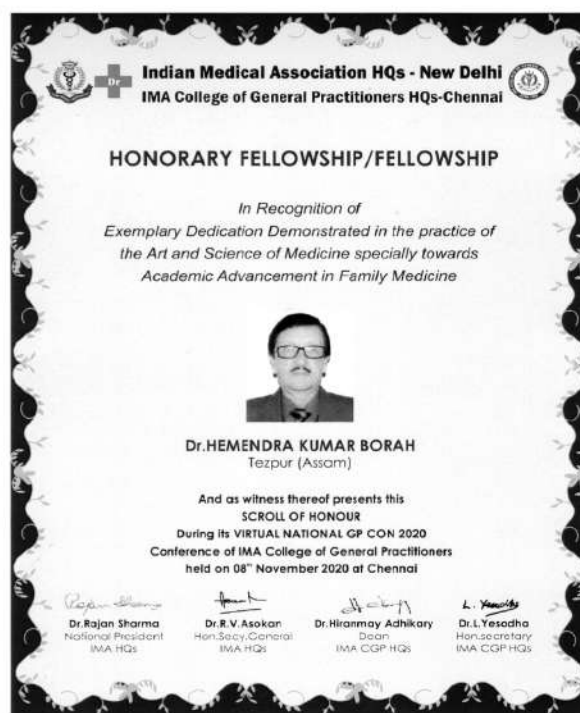 Dr
Indian Medical Association HQs - New Delhi
IMA College of General Practitioners HQs-Chennai
HONORARY FELLOWSHIP/FELLOWSHIP
In Recognition of
Exemplary Dedication Demonstrated in the practice of
the Art and Science of Medicine specially towards
Academic Advancement in Family Medicine
Dr.HEMENDRA KUMAR BORAH
Tezpur (Assam)
And as witness thereof presents this
SCROLL OF HONOUR
During its VIRTUAL NATIONAL GP CON 2020
Conference of IMA College of General Practitioners
held on 08th November 2020 at Chennai
Rajan Sharma L. Yesodha
Dr.Rajan Sharma Dr.R.V.Asokan Dr.Hiranmay Adhikary Dr.L.Yesodha
National President Hon.Secy.General Dean Hon.secretary
IMA HQs IMA HQs IMA CGP HQs IMA CGP HQs